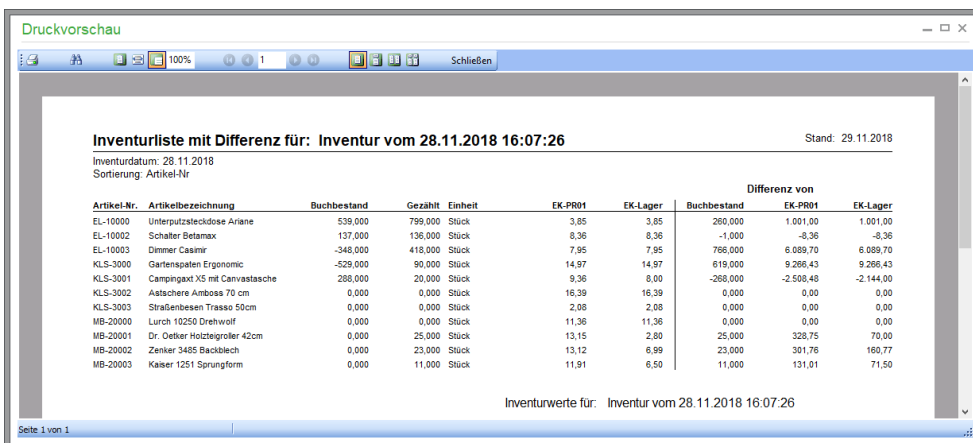 Druckvorschau
100% 1 Schließen
Inventurliste mit Differenz für: Inventur vom 28.11.2018 16:07:26 Stand: 29.11.2018
Inventurdatum: 28.11.2018
Sortierung: Artikel-Nr
Differenz von
Artikel-Nr. Artikelbezeichnung Buchbestand Gezählt Einheit EK-PR01 EK-Lager Buchbestand EK-PR01 EK-Lager
EL-10000 Unterputzsteckdose Ariane 539,000 799,000 Stück 3,85 3,85 260,000 1.001,00 1.001,00
EL-10002 Schalter Betamax 137,000 136,000 Stück 8,36 8,36 -1,000 -8,36 -8,36
EL-10003 Dimmer Casimir -348,000 418,000 Stück 7,95 7,95 766,000 6.089,70 6.089,70
KLS-3000 Gartenspaten Ergonomic -529,000 90,000 Stück 14,97 14,97 619,000 9.266,43 9.266,43
KLS-3001 Campingaxt X5 mit Canvastasche 288,000 20,000 Stück 9,36 8,00 -268,000 -2.508,48 -2.144,00
KLS-3002 Astschere Amboss 70 cm 0,000 0,000 Stück 16,39 16,39 0,000 0,00 0,00
KLS-3003 Straßenbesen Trasso 50cm 0,000 0,000 Stück 2,08 2,08 0,000 0,00 0,00
MB-20000 Lurch 10250 Drehwolf 0,000 0,000 Stück 11,36 11,36 0,000 0,00 0,00
MB-20001 Dr. Oetker Holzteigroller 42cm 0,000 25,000 Stück 13,15 2,80 25,000 328,75 70,00
MB-20002 Zenker 3485 Backblech 0,000 23,000 Stück 13,12 6,99 23,000 301,76 160,77
MB-20003 Kaiser 1251 Sprungform 0,000 11,000 Stück 11,91 6,50 11,000 131,01 71,50
Inventurwerte für: Inventur vom 28.11.2018 16:07:26
Seite 1 von 1